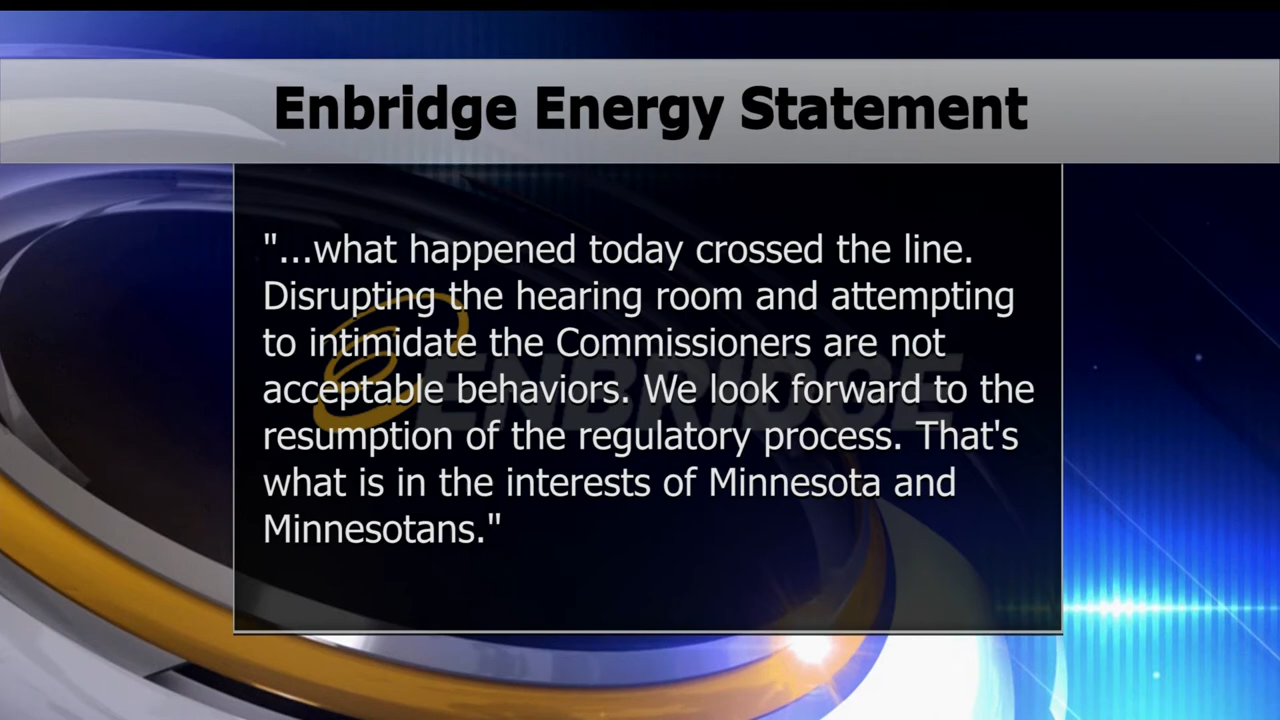 Enbridge Energy Statement
"...what happened today crossed the line.
Disrupting the hearing room and attempting
to intimidate the Commissioners are not
acceptable behaviors. We look forward to the
resumption of the regulatory process. That's
what is in the interests of Minnesota and
Minnesotans."
ENBRIDGE